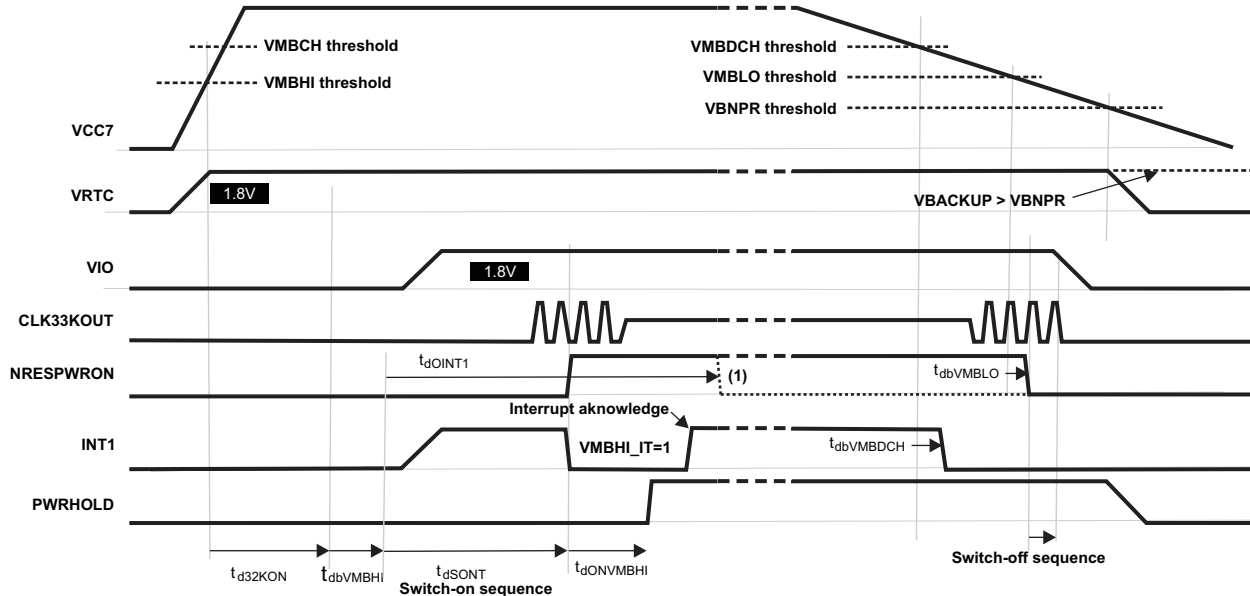 VMBCH threshold
VMBHI threshold
VMBDCH threshold
VMBLO threshold
VBNPR threshold
VCC7
VRTC
1.8V
VBACKUP > VBNPR
VIO
1.8V
CLK33KOUT
NRESPWRON
tdOINT1
(1)
tdbVMBLO
Interrupt aknowledge
INT1
VMBHI_IT=1
tdbVMBDCH
PWRHOLD
td32KON
tdbVMBHI
tdSONT
tdONVMBHI
Switch-on sequence
Switch-off sequence